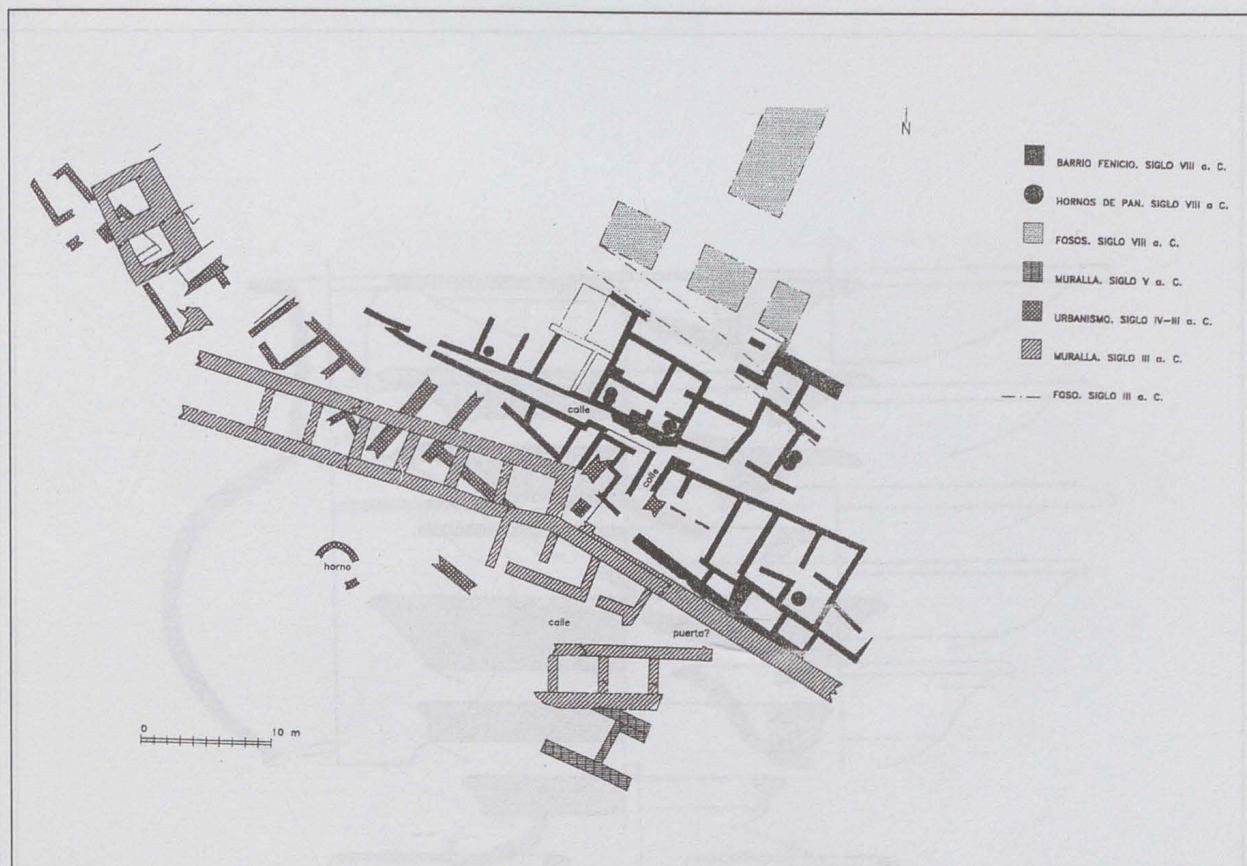 N
BARRIO FENICIO. SIGLO VIII a. C.
HORNOS DE PAN. SIGLO VIII a C.
FOSOS. SIGLO VIII a. C.
MURALLA. SIGLO V a. C.
URBANISMO. SIGLO IV-III a. C.
MURALLA. SIGLO III a. C.
FOSO. SIGLO III a. C.
calle
calle
horno
calle
puerta?
0 10 m